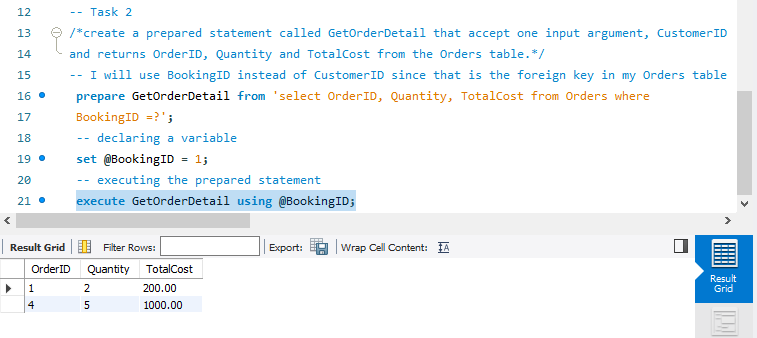 12 -- Task 2
13 /*create a prepared statement called GetOrderDetail that accept one input argument, CustomerID
14 and returns OrderID, Quantity and TotalCost from the Orders table.*/
15 -- I will use BookingID instead of CustomerID since that is the foreign key in my Orders table
16 prepare GetOrderDetail from 'select OrderID, Quantity, TotalCost from Orders where
17 BookingID =?';
18 -- declaring a variable
19 set @BookingID = 1;
20 -- executing the prepared statement
21 execute GetOrderDetail using @BookingID;
Result Grid Filter Rows: Export: Wrap Cell Content:
OrderID Quantity TotalCost
1 2 200.00
4 5 1000.00
Result
Grid